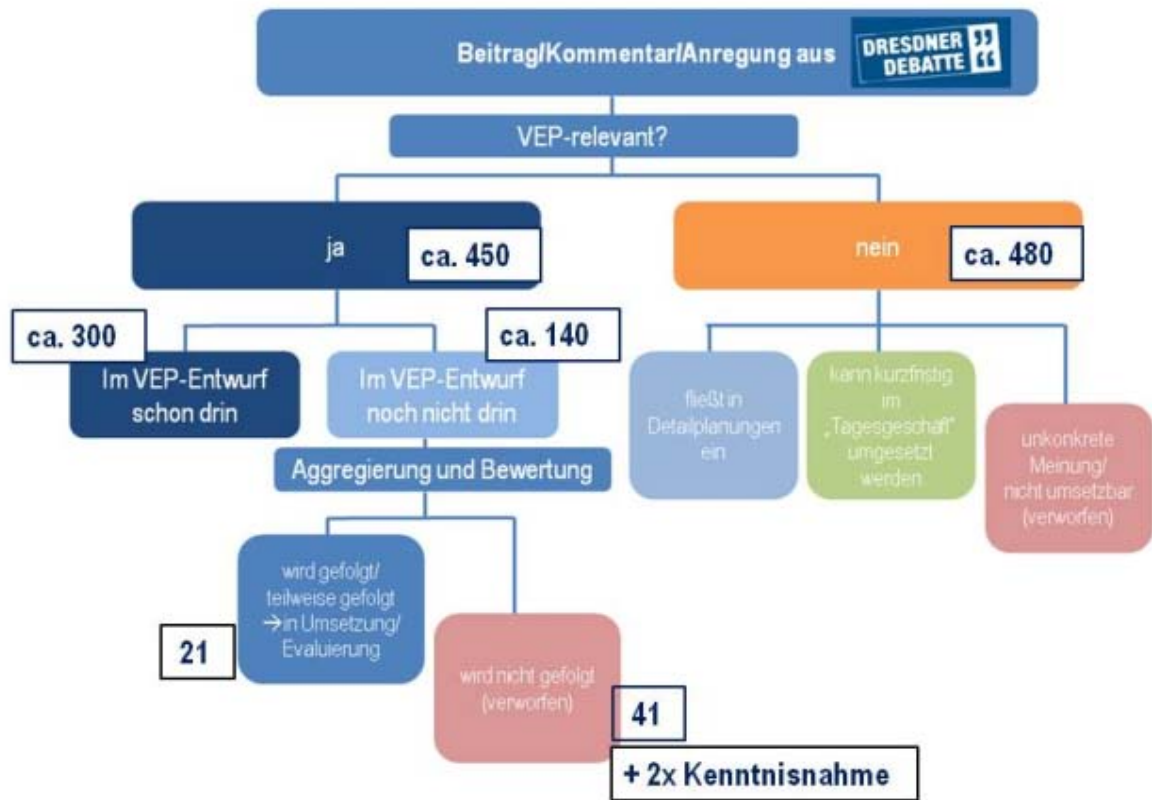 Beitrag/Kommentar/Anregung aus
DRESDNER
DEBATTE
VEP-relevant?
ja
ca. 450
nein
ca. 480
ca. 300
ca. 140
Im VEP-Entwurf
schon drin
Im VEP-Entwurf
noch nicht drin
fließt in
Detailplanungen
ein
kann kurzfristig
im
„Tagesgeschäft"
umgesetzt
werden
unkonkrete
Meinung/
nicht umsetzbar
(verworfen)
Aggregierung und Bewertung
wird gefolgt/
teilweise gefolgt
→in Umsetzung/
Evaluierung
21
wird nicht gefolgt
(verworfen)
41
+ 2x Kenntnisnahme